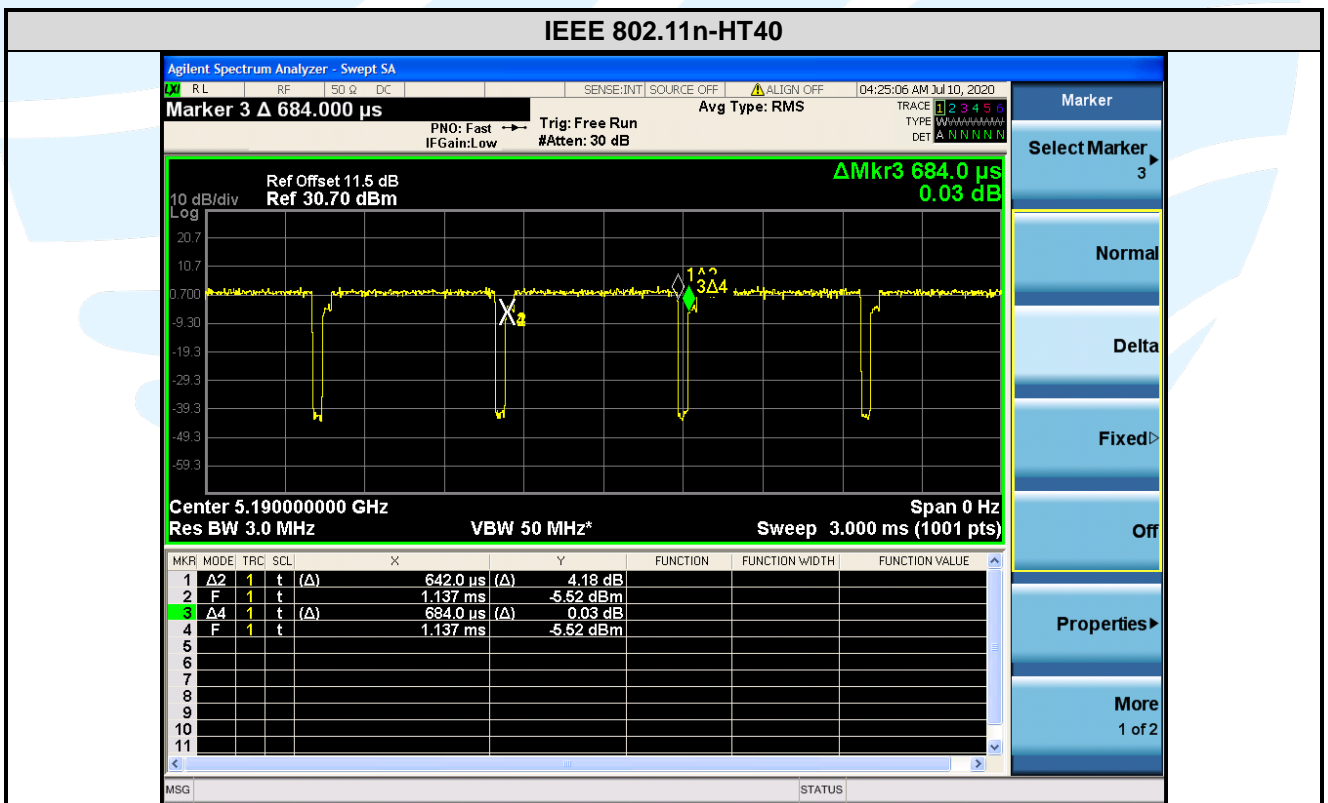 IEEE 802.11n-HT40
Agilent Spectrum Analyzer - Swept SA
LXI RL RF 50 Ω DC SENSE:INT SOURCE OFF ALIGN OFF 04:25:06 AM Jul 10, 2020
Marker 3 Δ 684.000 µs
PNO: Fast
IFGain:Low
Trig: Free Run
#Atten: 30 dB
Avg Type: RMS
TRACE 1 2 3 4 5 6
TYPE WWWWWW
DET A N N N N N
Marker
Select Marker
3
Normal
Delta
Fixed
Off
Properties
More
1 of 2
ΔMkr3 684.0 µs
0.03 dB
Ref Offset 11.5 dB
10 dB/div Ref 30.70 dBm
Log
20.7
10.7
0.700
-9.30
-19.3
-29.3
-39.3
-49.3
-59.3
3Δ4
Center 5.190000000 GHz Span 0 Hz
Res BW 3.0 MHz VBW 50 MHz* Sweep 3.000 ms (1001 pts)
MKR MODE TRC SCL X Y FUNCTION FUNCTION WIDTH FUNCTION VALUE
1 Δ2 1 t (Δ) 642.0 µs (Δ) 4.18 dB
2 F 1 t 1.137 ms -5.52 dBm
3 Δ4 1 t (Δ) 684.0 µs (Δ) 0.03 dB
4 F 1 t 1.137 ms -5.52 dBm
5
6
7
8
9
10
11
MSG STATUS